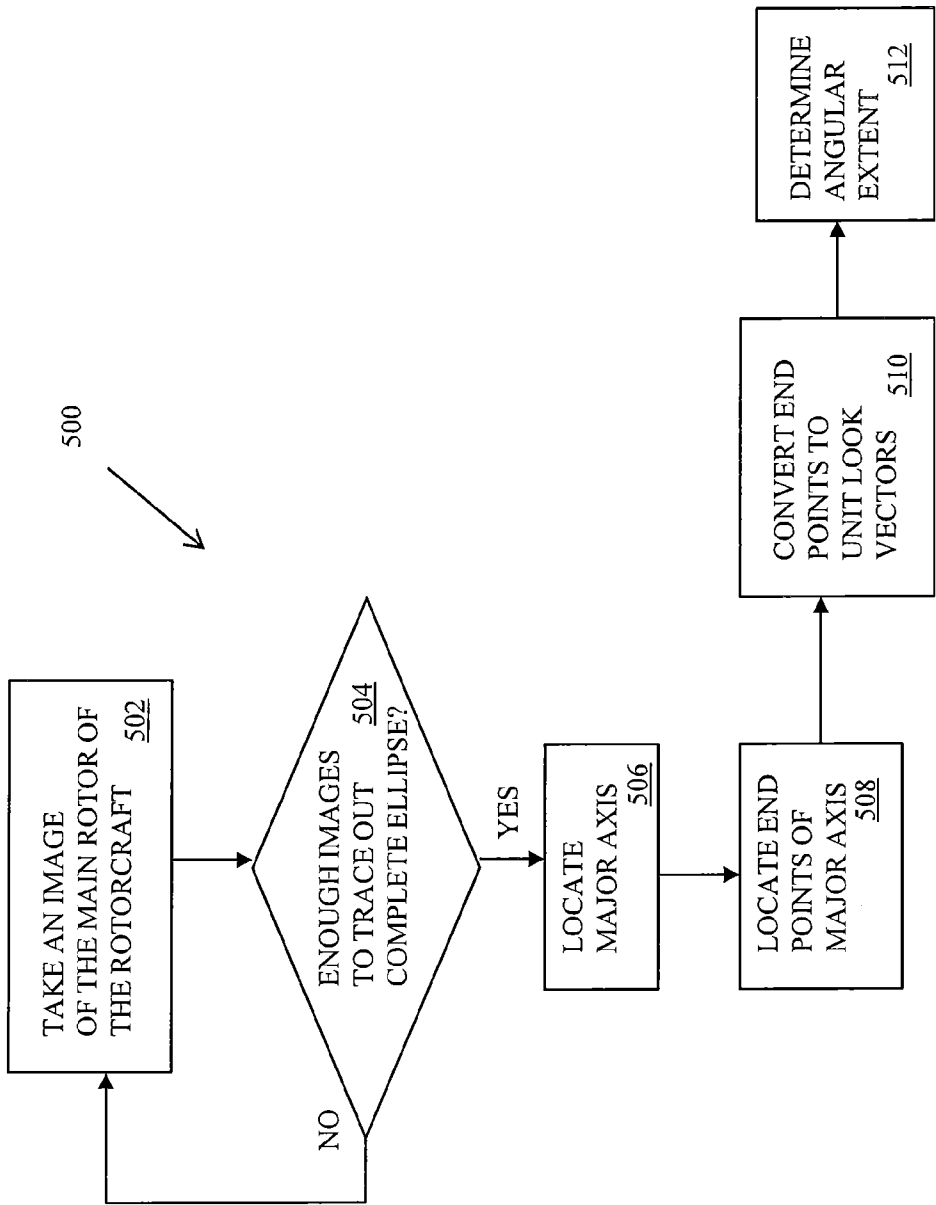 500
TAKE AN IMAGE
OF THE MAIN ROTOR OF
THE ROTORCRAFT 502
ENOUGH IMAGES
TO TRACE OUT 504
COMPLETE ELLIPSE?
NO
YES
LOCATE
MAJOR AXIS
506
LOCATE END
POINTS OF
MAJOR AXIS
508
CONVERT END
POINTS TO
UNIT LOOK
VECTORS 510
DETERMINE
ANGULAR
EXTENT
512